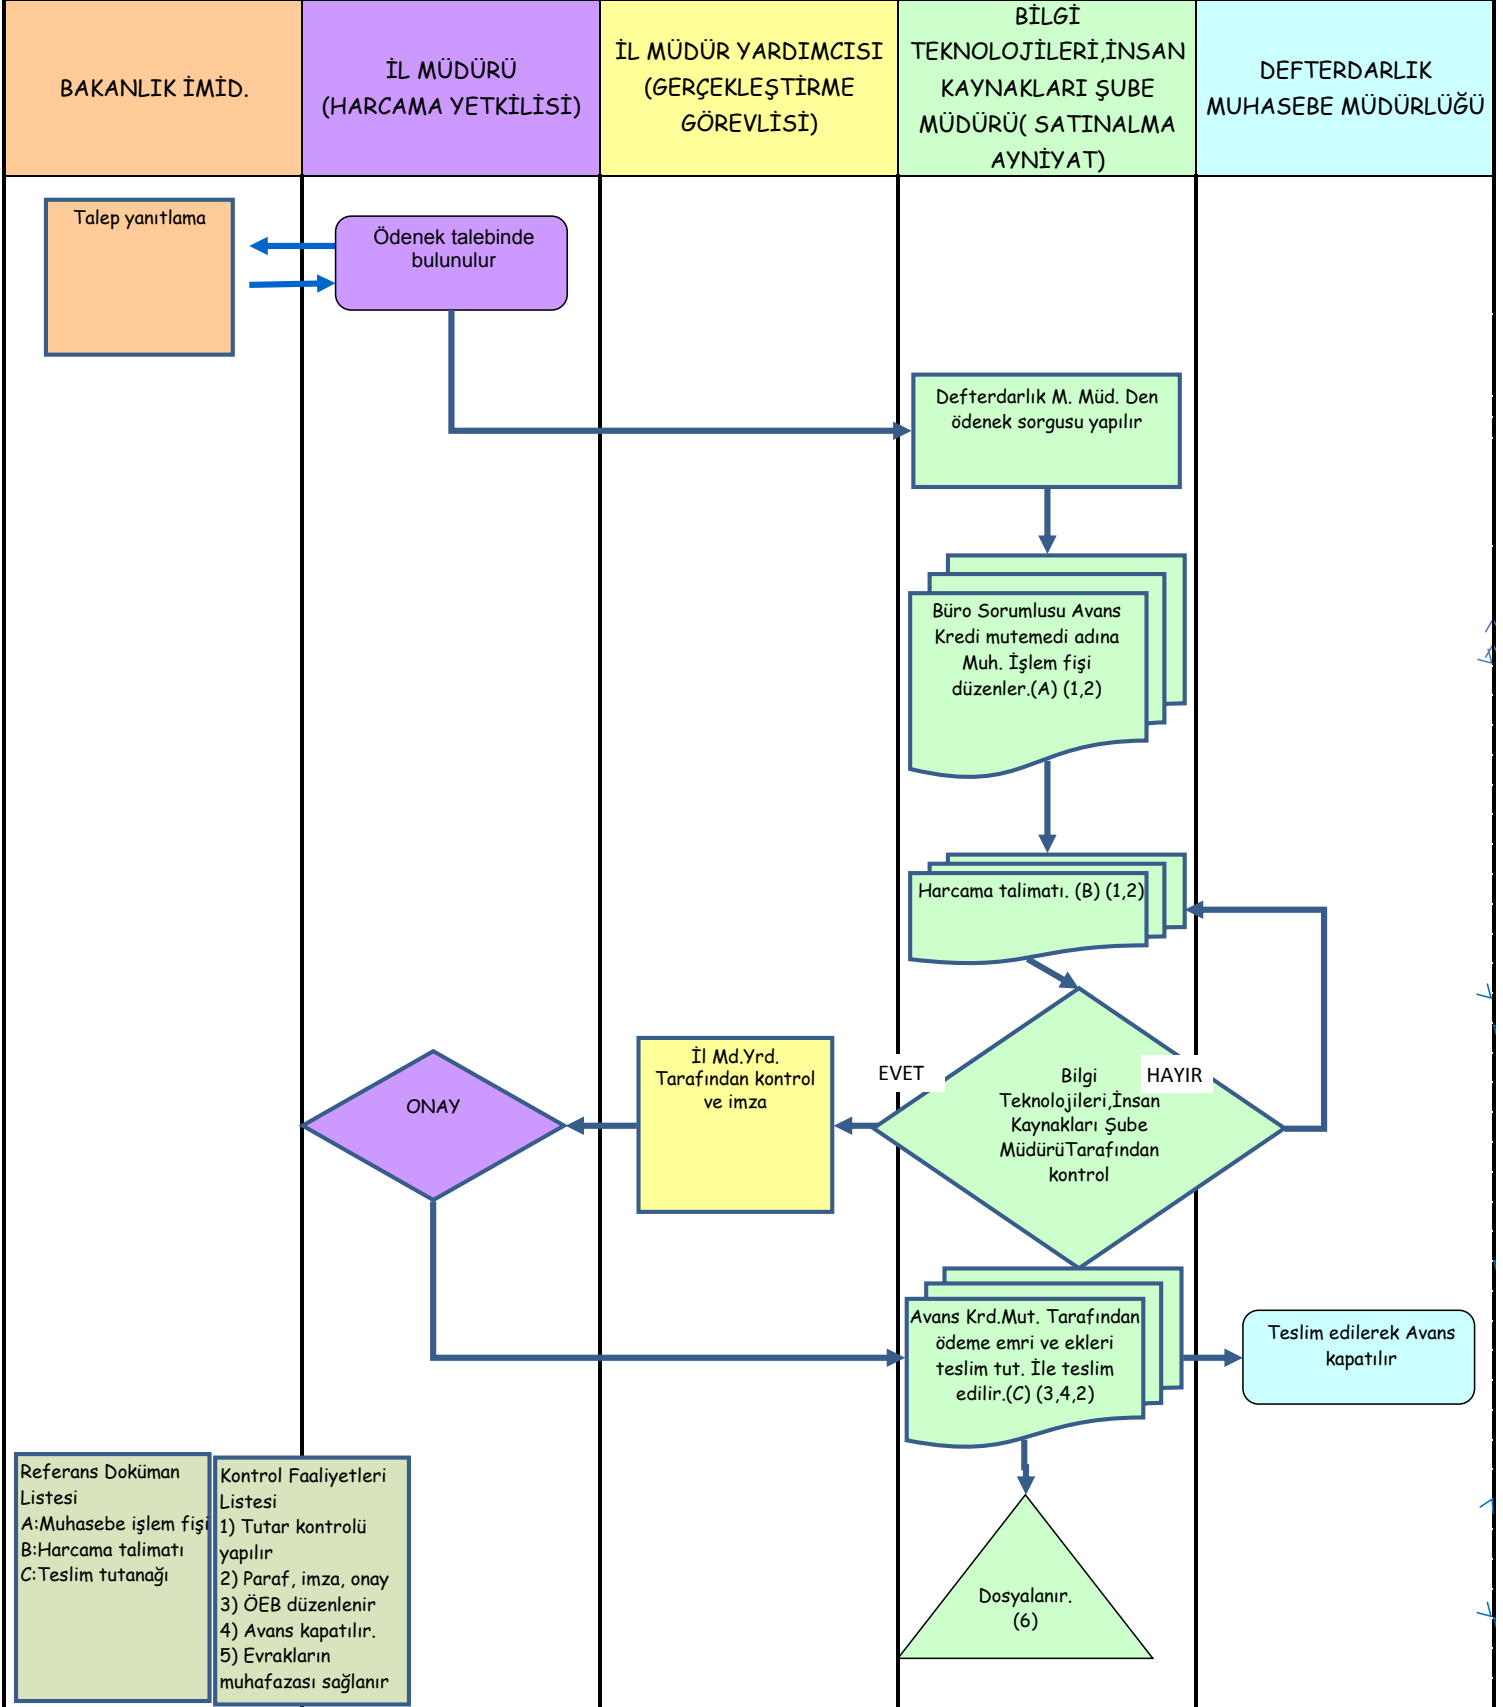 BAKANLIK İMİD.
İL MÜDÜRÜ
(HARCAMA YETKİLİSİ)
İL MÜDÜR YARDIMCISI
(GERÇEKLEŞTİRME
GÖREVLİSİ)
BİLGİ
TEKNOLOJİLERİ,İNSAN
KAYNAKLARI ŞUBE
MÜDÜRÜ( SATINALMA
AYNİYAT)
DEFTERDARLIK
MUHASEBE MÜDÜRLÜĞÜ
Talep yanıtlama
Ödenek talebinde
bulunulur
Defterdarlık M. Müd. Den
ödenek sorgusu yapılır
Büro Sorumlusu Avans
Kredi mutemedi adına
Muh. İşlem fişi
düzenler.(A) (1,2)
Harcama talimatı. (B) (1,2)
EVET
HAYIR
Bilgi
Teknolojileri,İnsan
Kaynakları Şube
MüdürüTarafından
kontrol
İl Md.Yrd.
Tarafından kontrol
ve imza
ONAY
Avans Krd.Mut. Tarafından
ödeme emri ve ekleri
teslim tut. İle teslim
edilir.(C) (3,4,2)
Teslim edilerek Avans
kapatılır
Dosyalanır.
(6)
Referans Doküman
Listesi
A:Muhasebe işlem fişi
B:Harcama talimatı
C:Teslim tutanağı
Kontrol Faaliyetleri
Listesi
1) Tutar kontrolü
yapılır
2) Paraf, imza, onay
3) ÖEB düzenlenir
4) Avans kapatılır.
5) Evrakların
muhafazası sağlanır